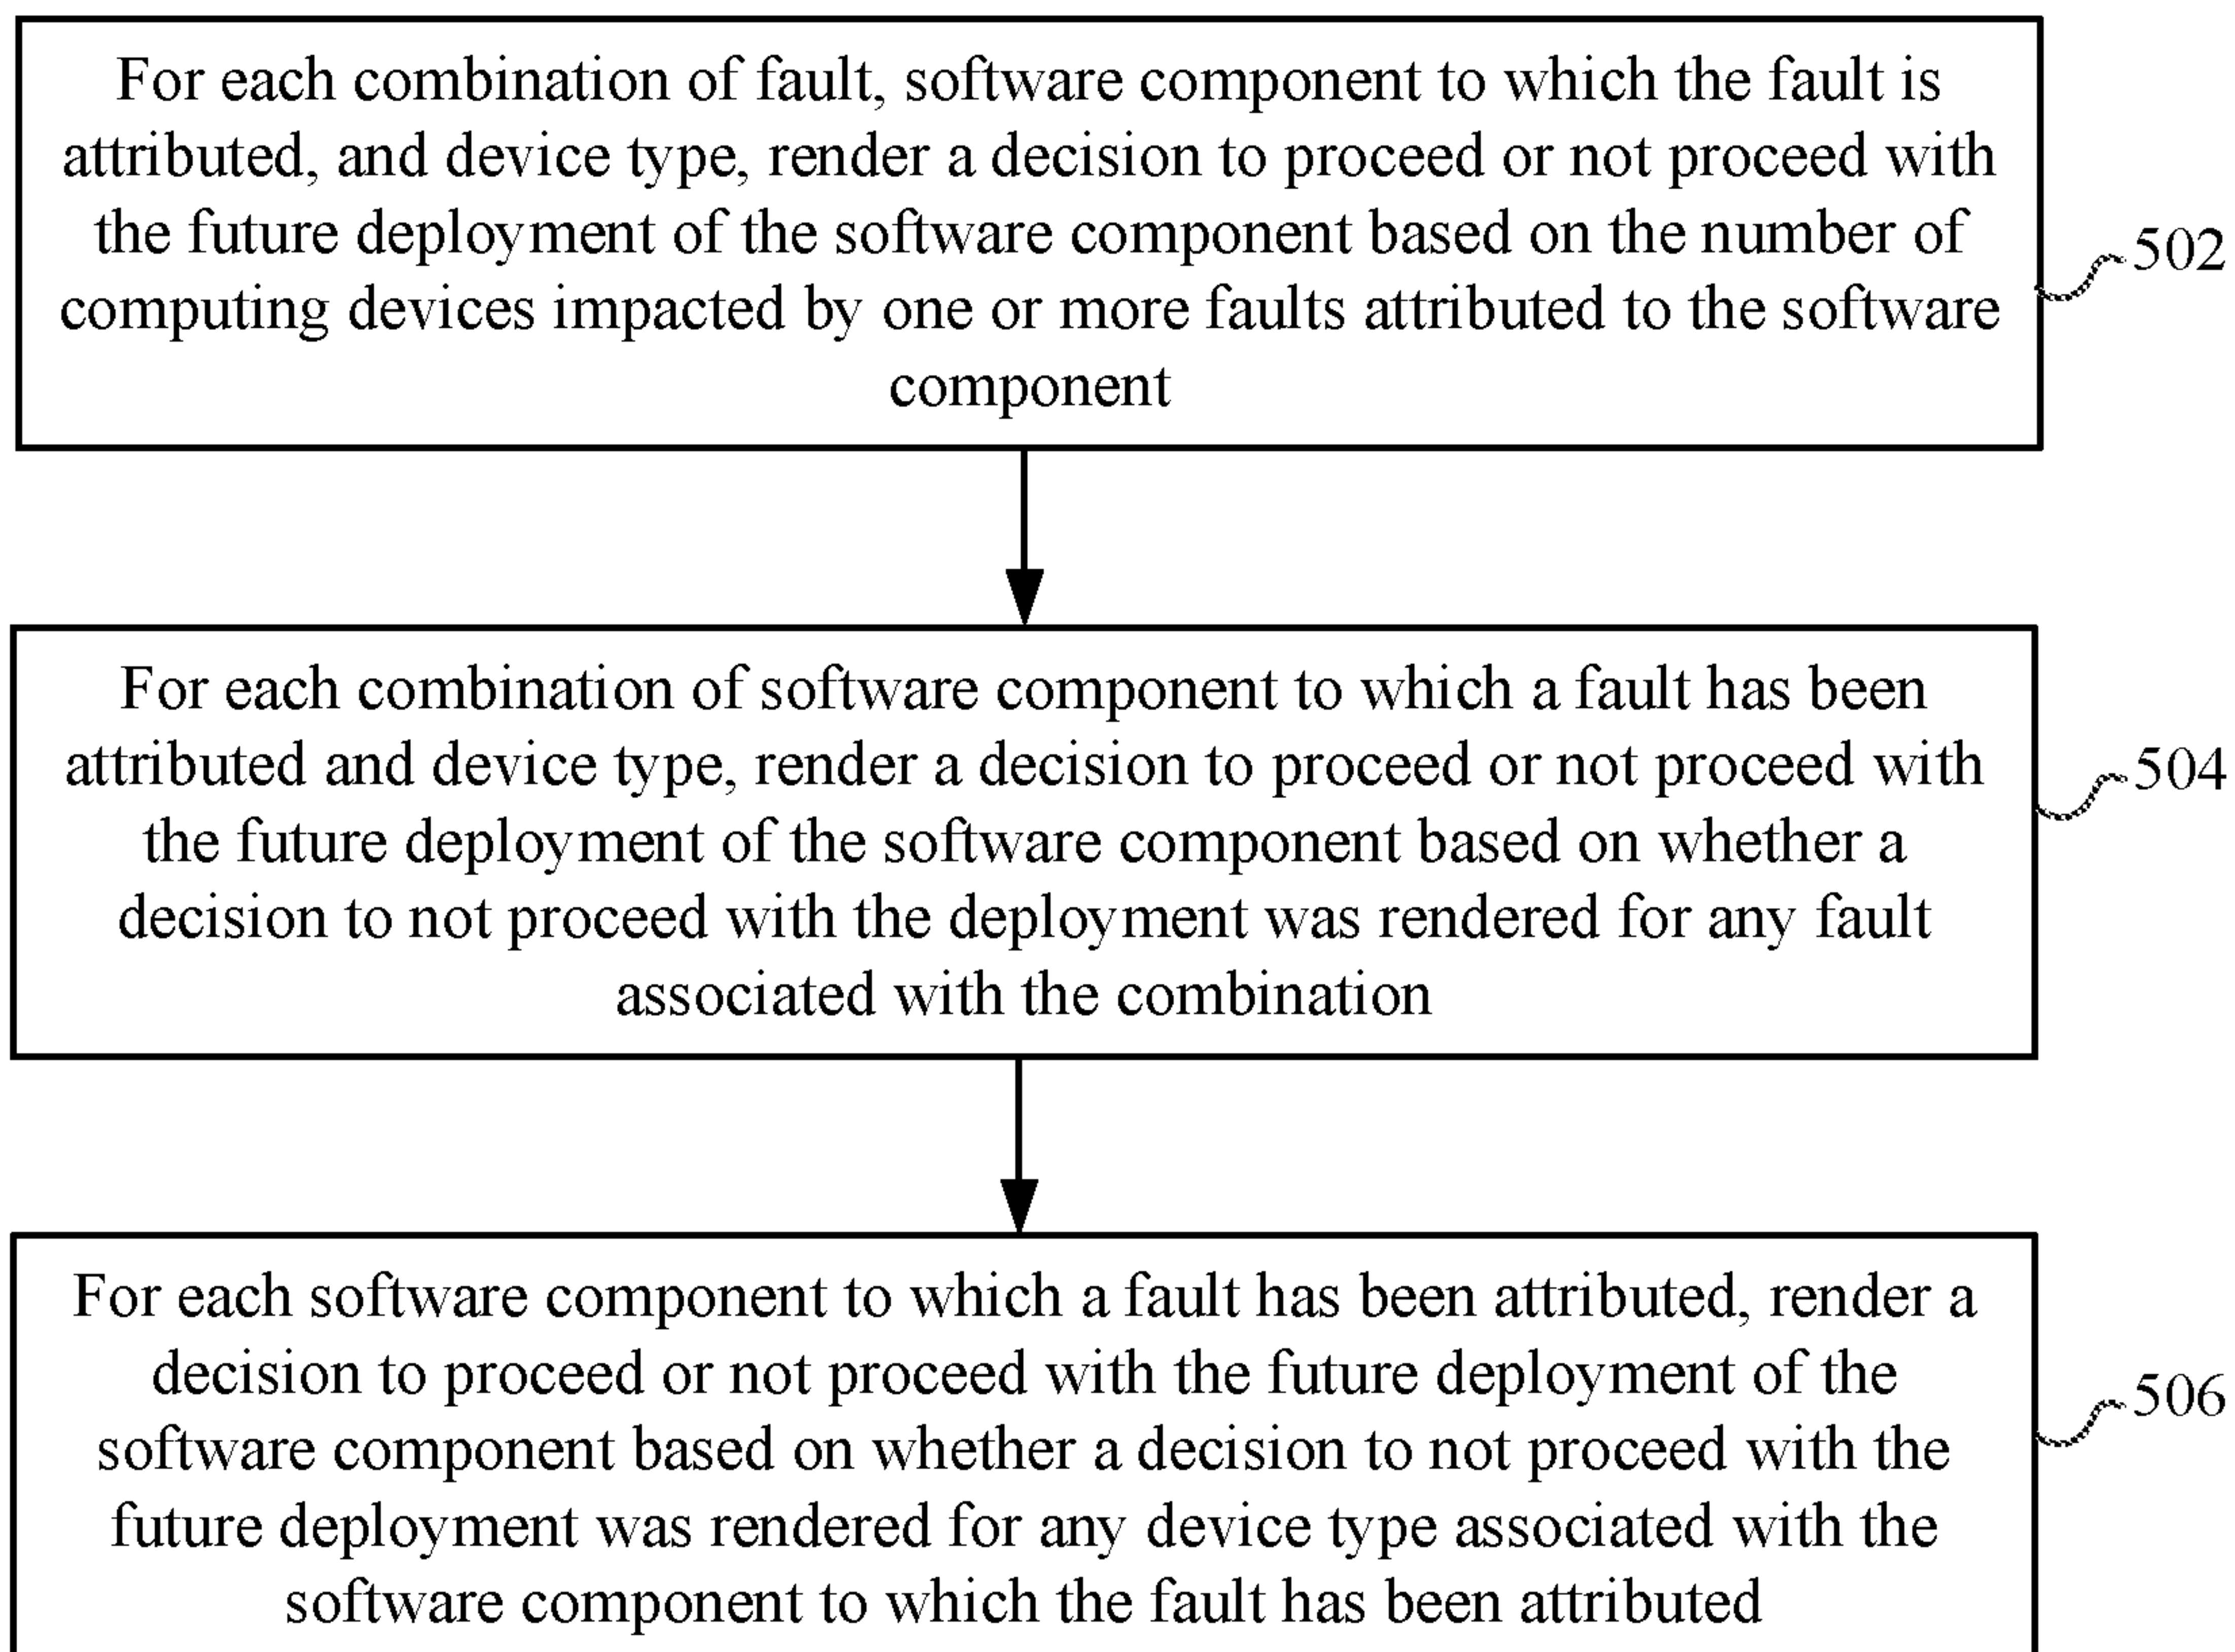 For each combination of fault, software component to which the fault is
attributed, and device type, render a decision to proceed or not proceed with
the future deployment of the software component based on the number of
computing devices impacted by one or more faults attributed to the software
component
502
For each combination of software component to which a fault has been
attributed and device type, render a decision to proceed or not proceed with
the future deployment of the software component based on whether a
decision to not proceed with the deployment was rendered for any fault
associated with the combination
504
For each software component to which a fault has been attributed, render a
decision to proceed or not proceed with the future deployment of the
software component based on whether a decision to not proceed with the
future deployment was rendered for any device type associated with the
software component to which the fault has been attributed
506